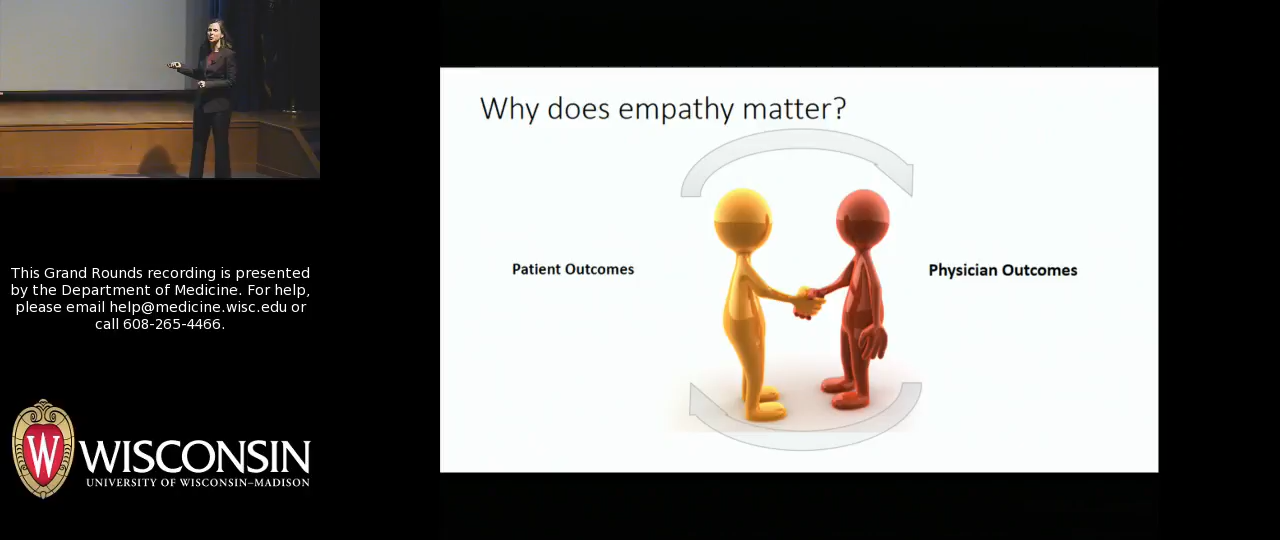 Why does empathy matter?
Patient Outcomes
Physician Outcomes
This Grand Rounds recording is presented
by the Department of Medicine. For help,
please email help@medicine.wisc.edu or
call 608-265-4466.
W
WISCONSIN
UNIVERSITY OF WISCONSIN–MADISON